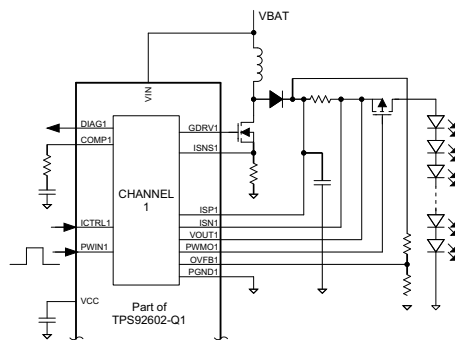 VBAT
VIN
DIAG1
COMP1
GDRV1
ISNS1
CHANNEL
1
ISP1
ICTRL1
ISN1
VOUT1
PWIN1
PWMO1
OVFB1
PGND1
VCC
Part of
TPS92602-Q1